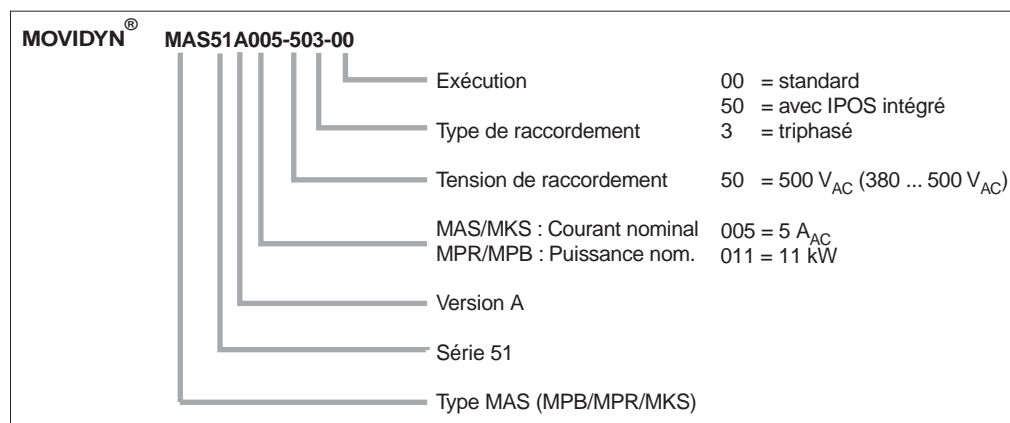 MOVIDYN® MAS51A005-503-00
Exécution 00 = standard
50 = avec IPOS intégré
Type de raccordement 3 = triphasé
Tension de raccordement 50 = 500 VAC (380 ... 500 VAC)
MAS/MKS : Courant nominal 005 = 5 AAC
MPR/MPB : Puissance nom. 011 = 11 kW
Version A
Série 51
Type MAS (MPB/MPR/MKS)